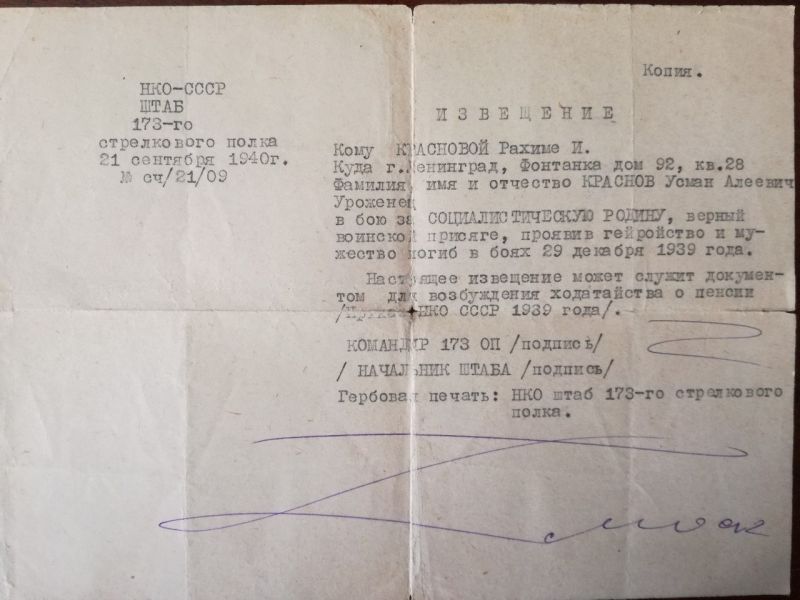 Копия.
НКО-СССР
ШТАБ
173-го
стрелкового полка
21 сентября 1940г.
№ сч/21/09
ИЗВЕЩЕНИЕ
Кому КРАСНОВОЙ Рахиме И.
Куда г.Ленинград, Фонтанка дом 92, кв.28
Фамилия, имя и отчество КРАСНОВ Усман Алеевич
Уроженец
в бою за СОЦИАЛИСТИЧЕСКУЮ РОДИНУ, верный
воинской присяге, проявив гейройство и му-
жество погиб в боях 29 декабря 1939 года.
Настоящее извещение может служит докумен-
том для возбуждения ходатайства о пенсии
/Приказ НКО СССР 1939 года/.
КОМАНДИР 173 ОП /подпись/
/ НАЧАЛЬНИК ШТАБА /подпись/
Гербовая печать: НКО штаб 173-го стрелкового
полка.